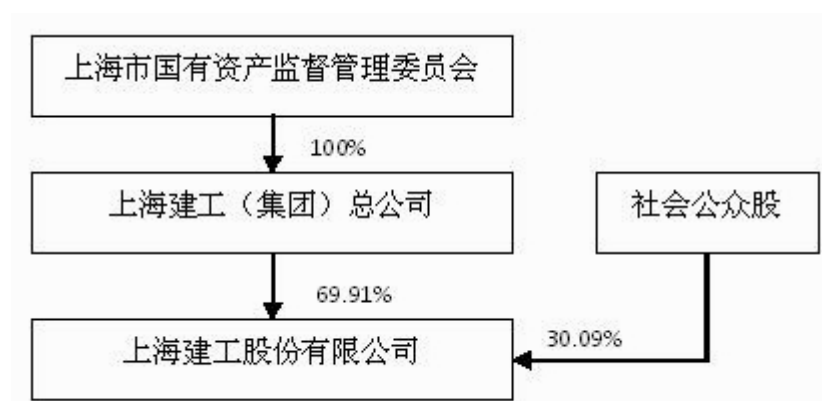 上海市国有资产监督管理委员会
100%
上海建工（集团）总公司
社会公众股
69.91%
上海建工股份有限公司
30.09%